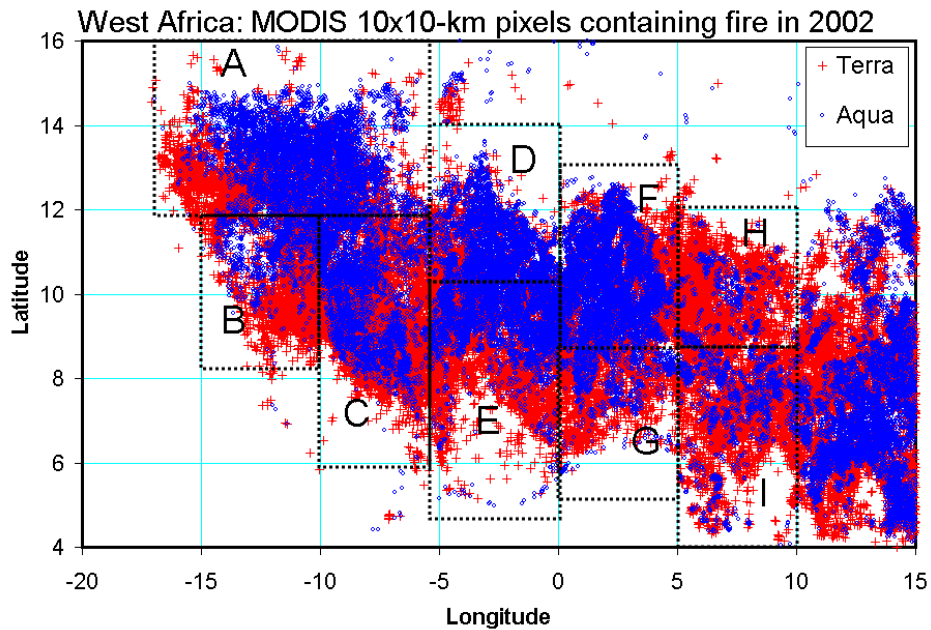 West Africa: MODIS 10x10-km pixels containing fire in 2002
16
14
12
10
8
6
4
Latitude
A
B
C
D
E
F
G
H
I
Terra
Aqua
-20
-15
-10
-5
0
5
10
15
Longitude